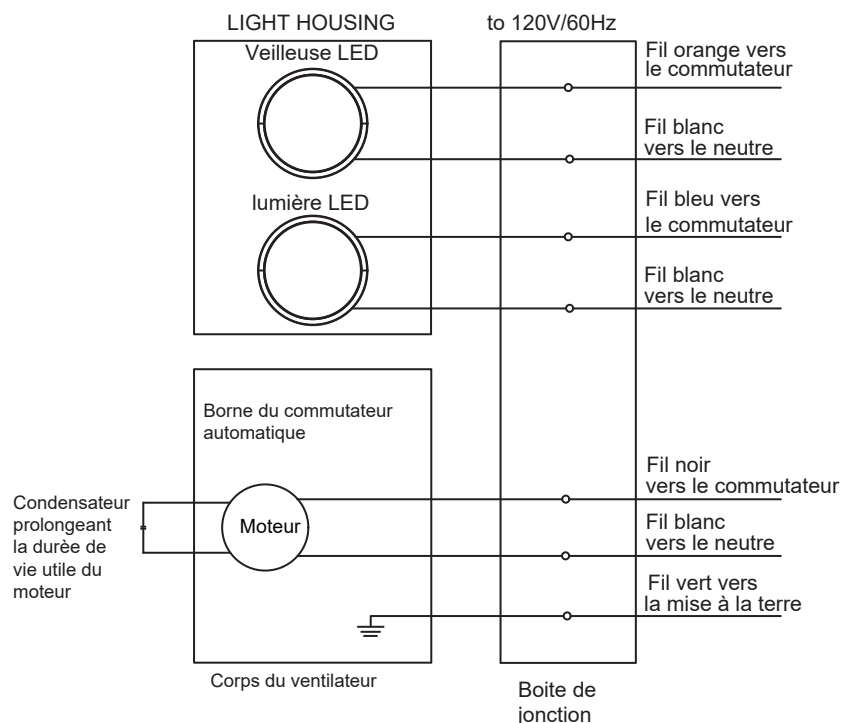 LIGHT HOUSING
to 120V/60Hz
Veilleuse LED
Fil orange vers
le commutateur
Fil blanc
vers le neutre
lumière LED
Fil bleu vers
le commutateur
Fil blanc
vers le neutre
Borne du commutateur
automatique
Condensateur
prolongeant
la durèe de
vie utile du
moteur
Moteur
Fil noir
vers le commutateur
Fil blanc
vers le neutre
Fil vert vers
la mise à la terre
Corps du ventilateur
Boite de
jonction